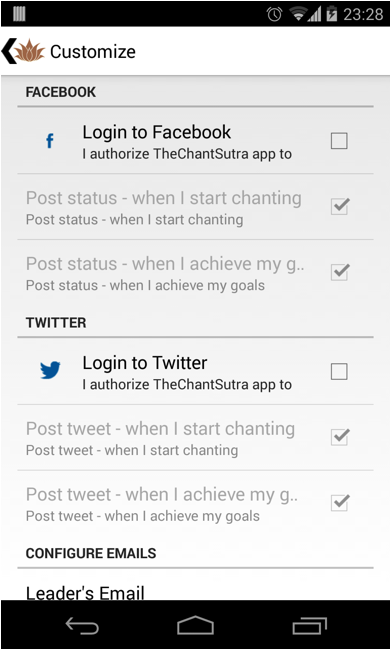 23:28
Customize
FACEBOOK
Login to Facebook
I authorize TheChantSutra app to
Post status - when I start chanting
Post status - when I start chanting
Post status - when I achieve my g..
Post status - when I achieve my goals
TWITTER
Login to Twitter
I authorize TheChantSutra app to
Post tweet - when I start chanting
Post tweet - when I start chanting
Post tweet - when I achieve my g..
Post tweet - when I achieve my goals
CONFIGURE EMAILS
Leader's Email